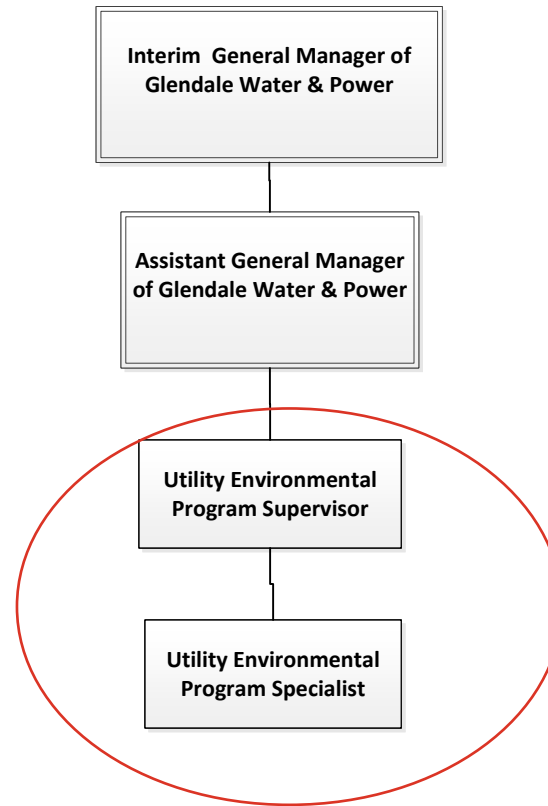 Interim  General Manager of
Glendale Water & Power
Assistant General Manager
of Glendale Water & Power
Utility Environmental
Program Supervisor
Utility Environmental
Program Specialist